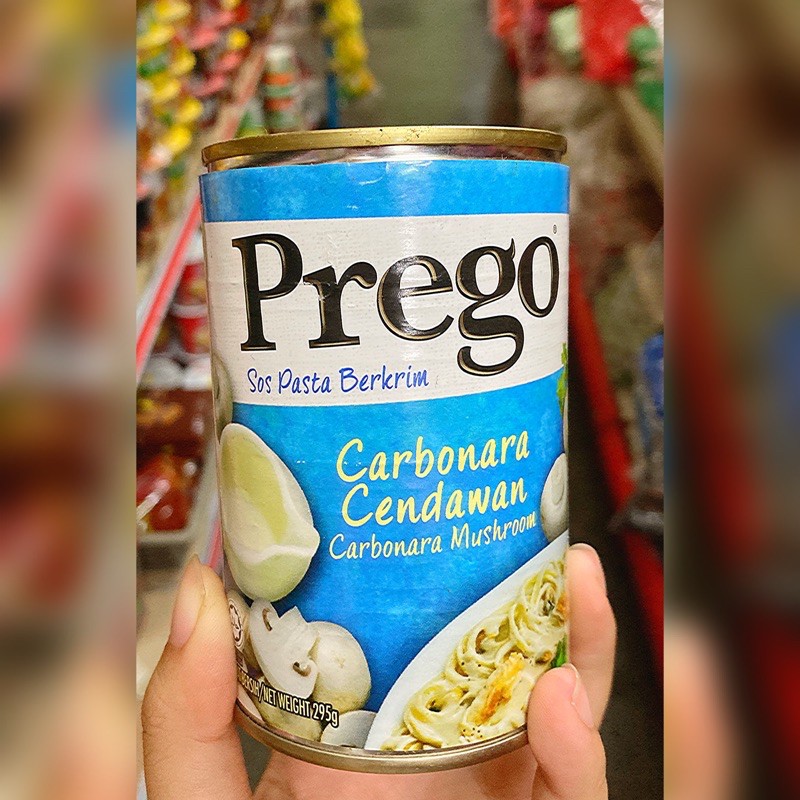 Prego®
Sos Pasta Berkrim
Carbonara
Cendawan
Carbonara Mushroom
NET WEIGHT 295g